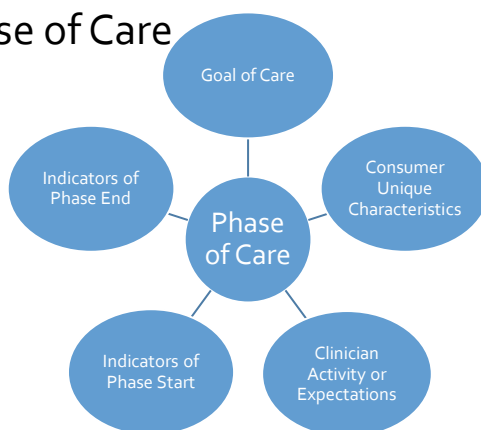 se of Care
Goal of Care
Consumer
Unique
Characteristics
Indicators of
Phase End
Phase
of Care
Indicators of
Phase Start
Clinician
Activity or
Expectations